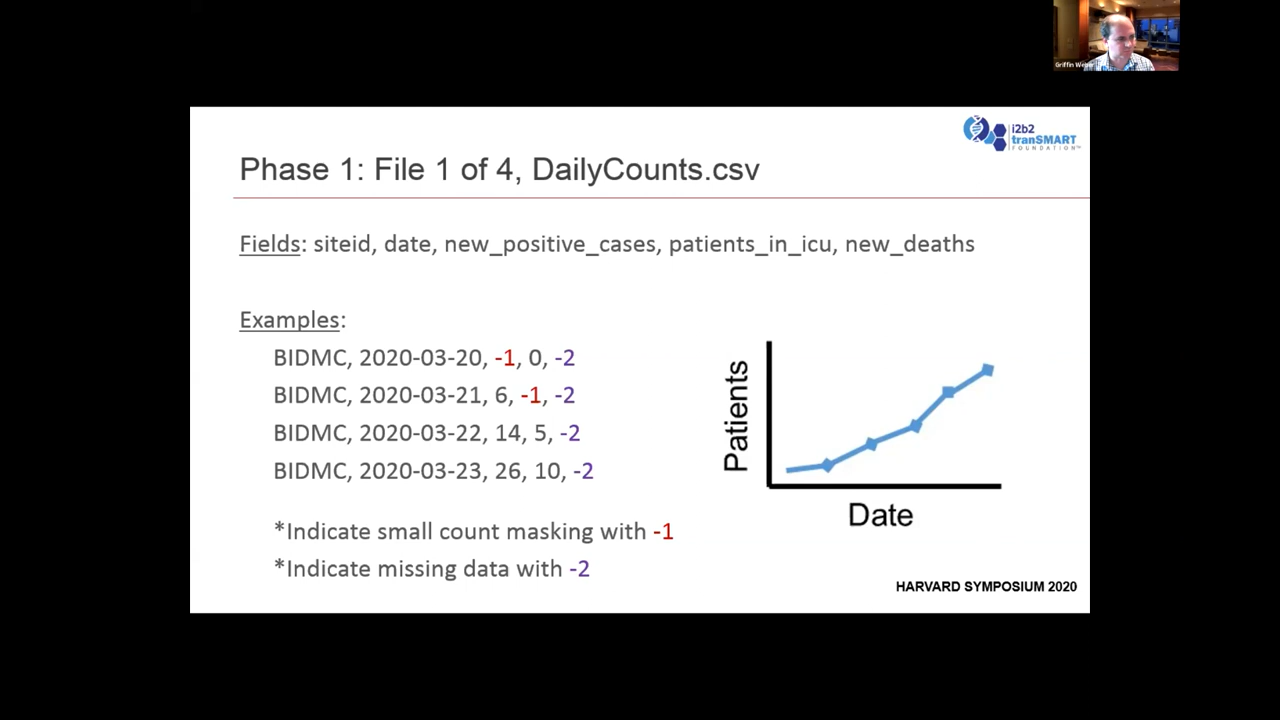 Griffin Weber
i2b2
tranSMART
FOUNDATION™
Phase 1: File 1 of 4, DailyCounts.csv
Fields: siteid, date, new_positive_cases, patients_in_icu, new_deaths
Examples:
BIDMC, 2020-03-20, -1, 0, -2
BIDMC, 2020-03-21, 6, -1, -2
BIDMC, 2020-03-22, 14, 5, -2
BIDMC, 2020-03-23, 26, 10, -2
*Indicate small count masking with -1
*Indicate missing data with -2
Patients
Date
HARVARD SYMPOSIUM 2020